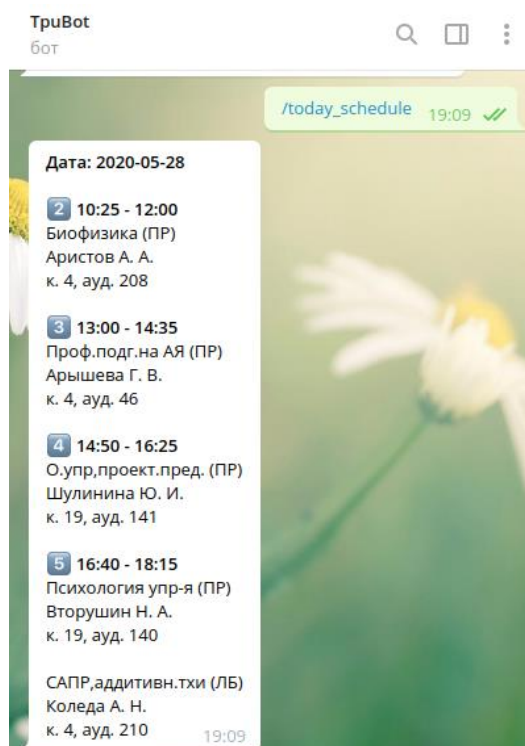 TpuBot
бот
/today_schedule 19:09
Дата: 2020-05-28
2 10:25 - 12:00
Биофизика (ПР)
Аристов А. А.
к. 4, ауд. 208
3 13:00 - 14:35
Проф.подг.на АЯ (ПР)
Арышева Г. В.
к. 4, ауд. 46
4 14:50 - 16:25
О.упр,проект.пред. (ПР)
Шулинина Ю. И.
к. 19, ауд. 141
5 16:40 - 18:15
Психология упр-я (ПР)
Вторушин Н. А.
к. 19, ауд. 140
САПР,аддитивн.тхи (ЛБ)
Коледа А. Н.
к. 4, ауд. 210 19:09